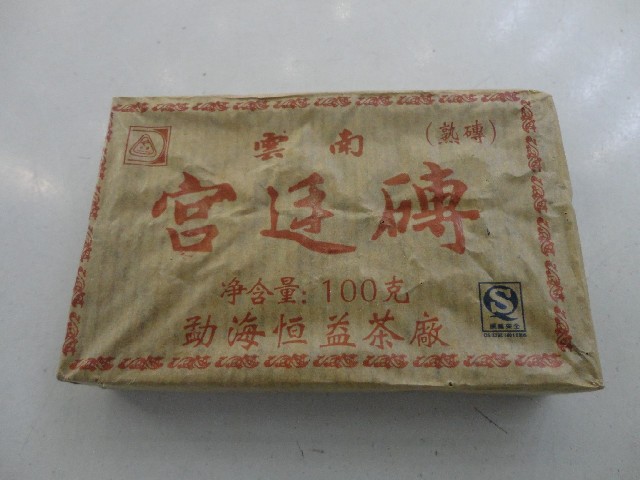 雲南
(熟磚)
宫廷磚
净含量: 100克
勐海恒益茶廠